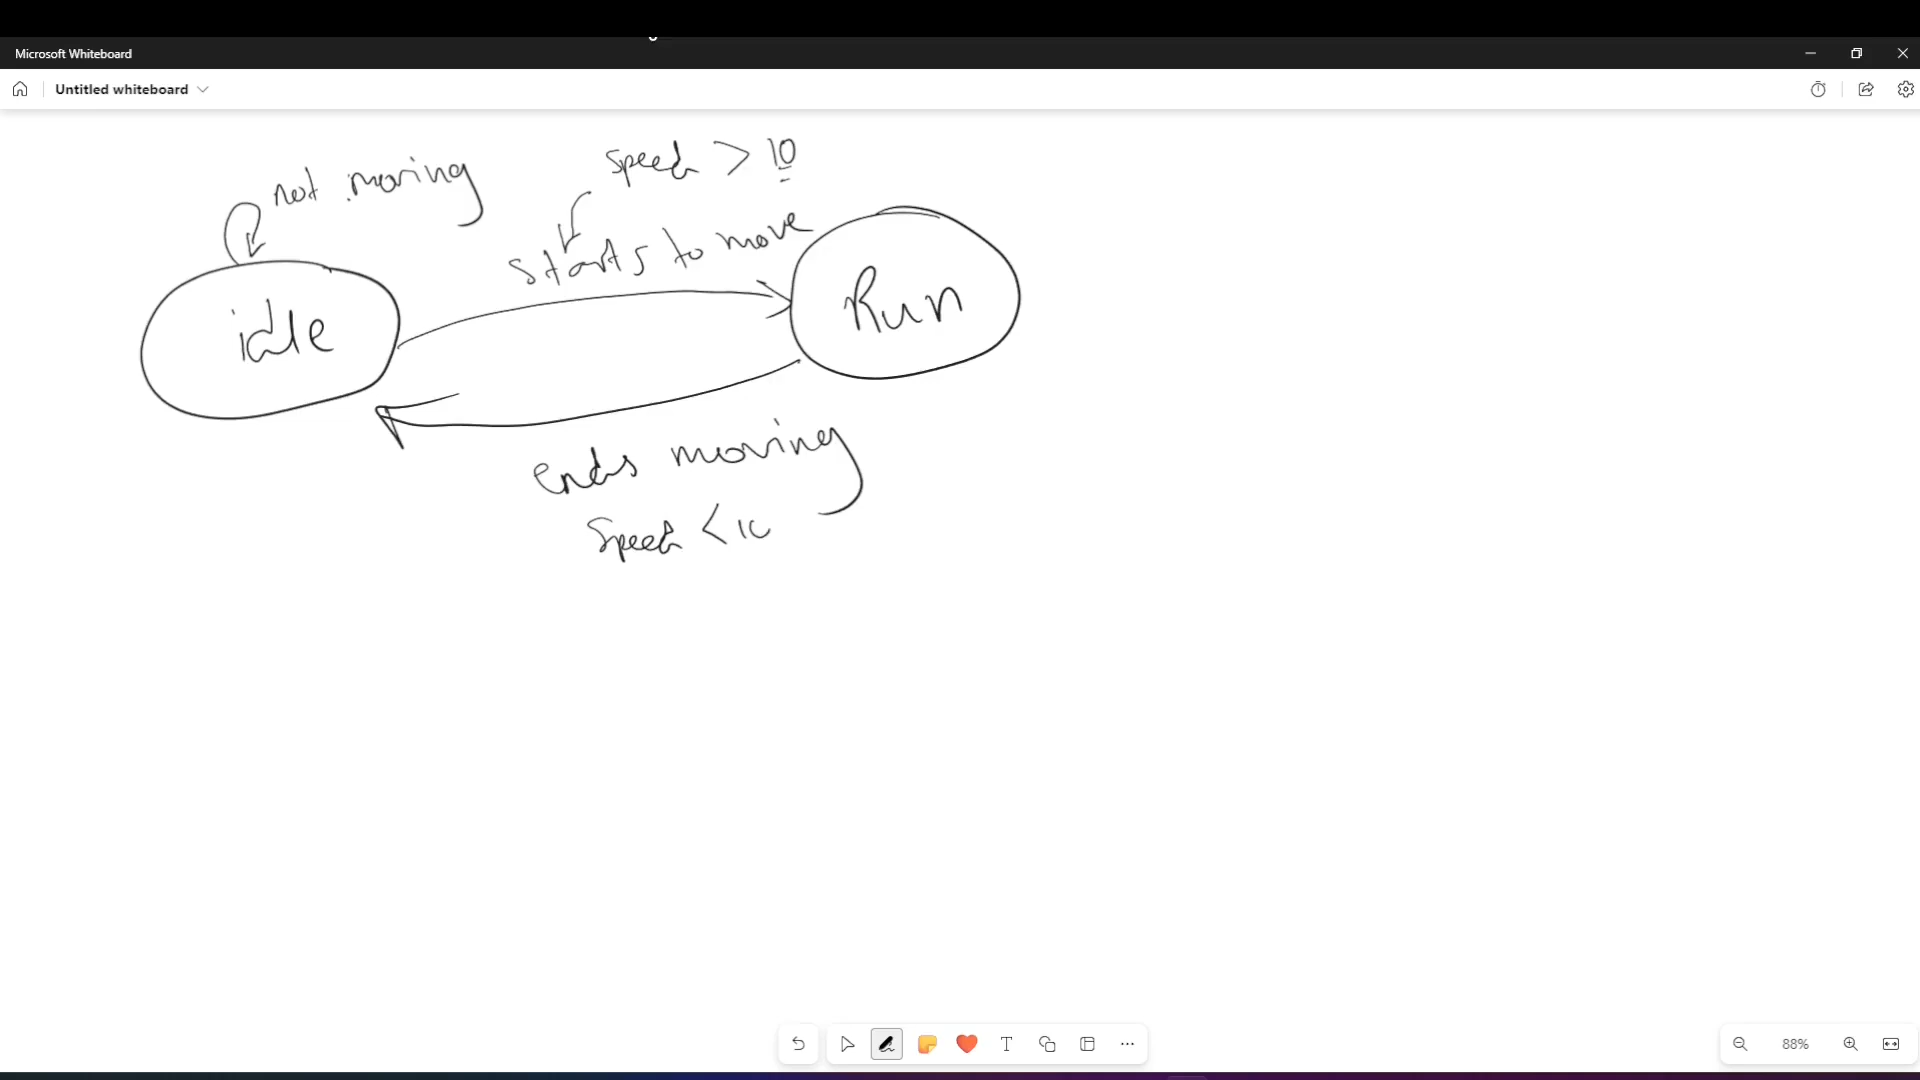 Microsoft Whiteboard
Untitled whiteboard
speed > 10
not moving
starts to move
idle
Run
ends moving
Speed < 10
88%